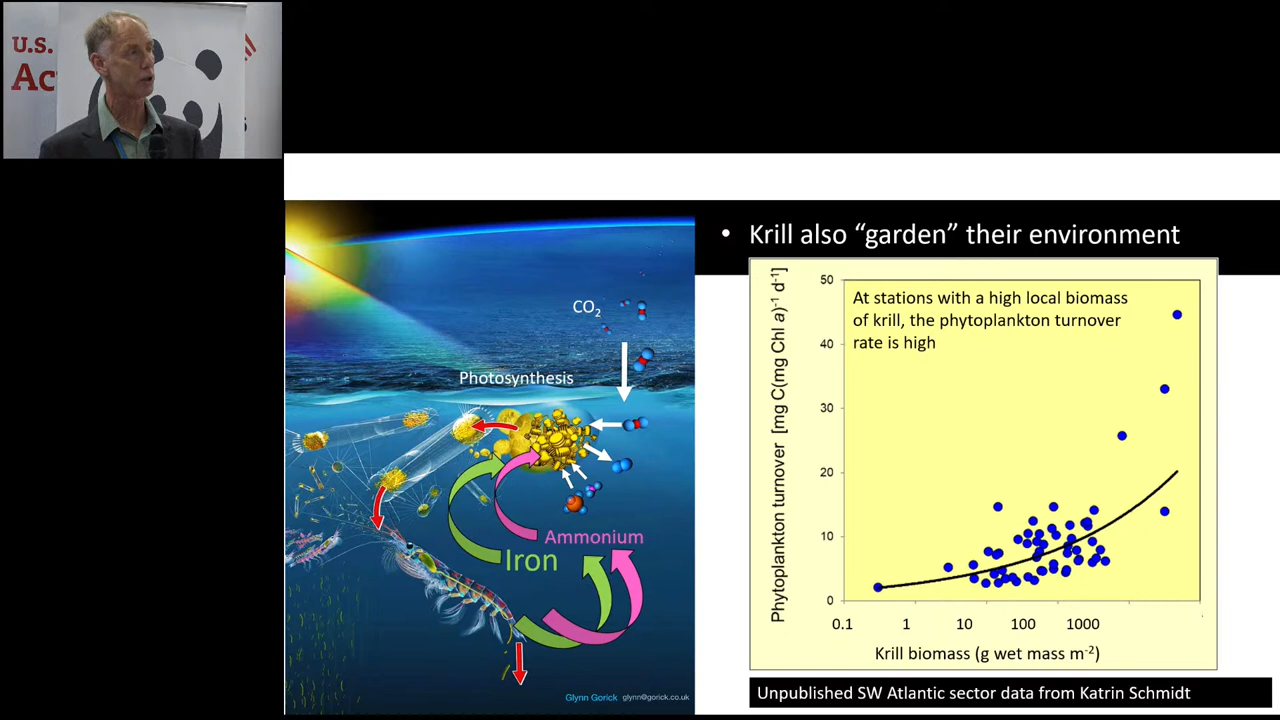 U.S.
Ac
• Krill also “garden” their environment
CO2
Photosynthesis
Ammonium
Iron
Glynn Gorick glynn@gorick.co.uk
Phytoplankton turnover [mg C(mg Chl a)-1 d-1]
50
40
30
20
10
0
At stations with a high local biomass
of krill, the phytoplankton turnover
rate is high
0.1 1 10 100 1000
Krill biomass (g wet mass m-2)
Unpublished SW Atlantic sector data from Katrin Schmidt